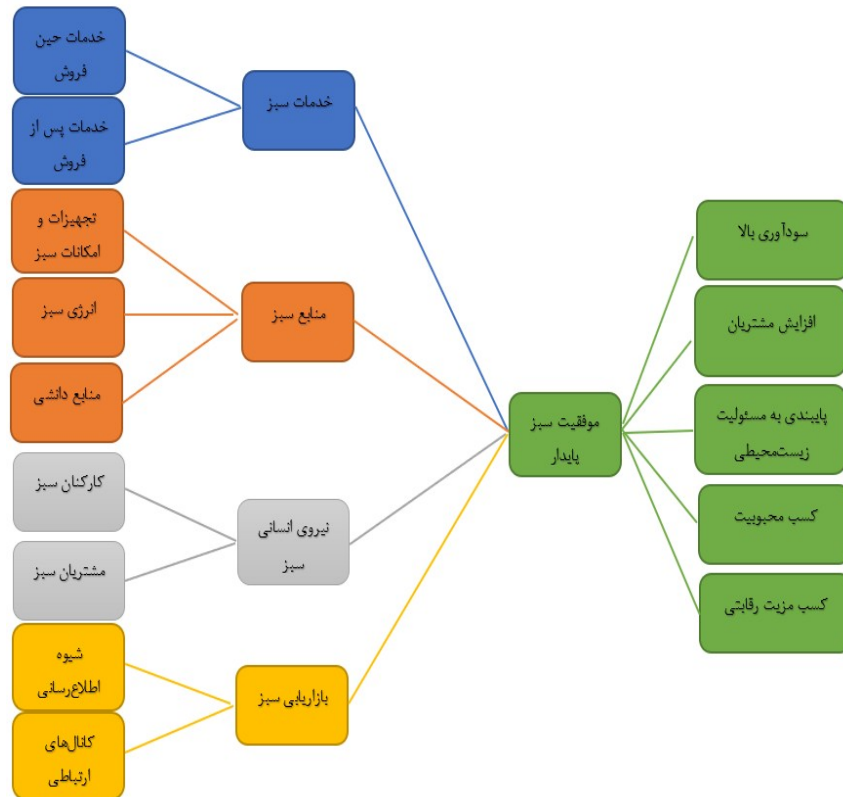 خدمات حین
فروش
خدمات پس از
فروش
خدمات سبز
تجهیزات و
امکانات سبز
انرژی سبز
منابع دانشی
منابع سبز
کارکنان سبز
مشتریان سبز
نیروی انسانی
سبز
شیوه
اطلاع‌رسانی
کانال‌های
ارتباطی
بازاریابی سبز
موفقیت سبز
پایدار
سودآوری بالا
افزایش مشتریان
پایبندی به مسئولیت
زیست‌محیطی
کسب محبوبیت
کسب مزیت رقابتی